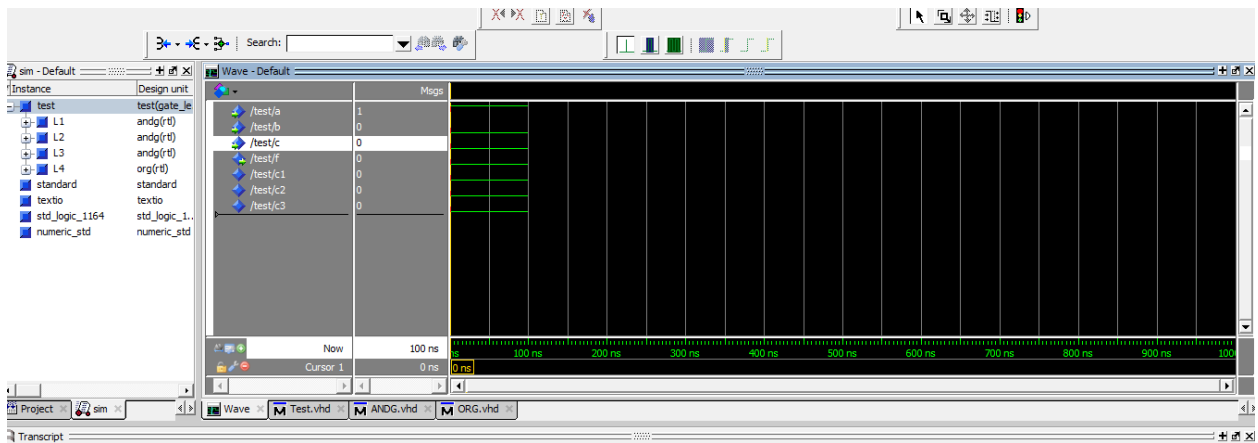 Search:
sim - Default
Instance Design unit
test test(gate_le
L1 andg(rtl)
L2 andg(rtl)
L3 andg(rtl)
L4 org(rtl)
standard standard
textio textio
std_logic_1164 std_logic_1..
numeric_std numeric_std
Wave - Default
Msgs
/test/a 1
/test/b 0
/test/c 0
/test/f 0
/test/c1 0
/test/c2 0
/test/c3 0
Now 100 ns
ns 100 ns 200 ns 300 ns 400 ns 500 ns 600 ns 700 ns 800 ns 900 ns 100
Cursor 1 0 ns 0 ns
Project sim
Wave Test.vhd ANDG.vhd ORG.vhd
Transcript